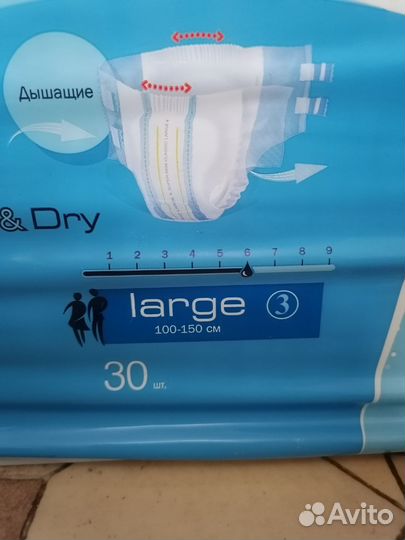 Дышащие
& Dry
1 2 3 4 5 6 7 8 9
large 3
100-150 СМ
30 шт.
Avito